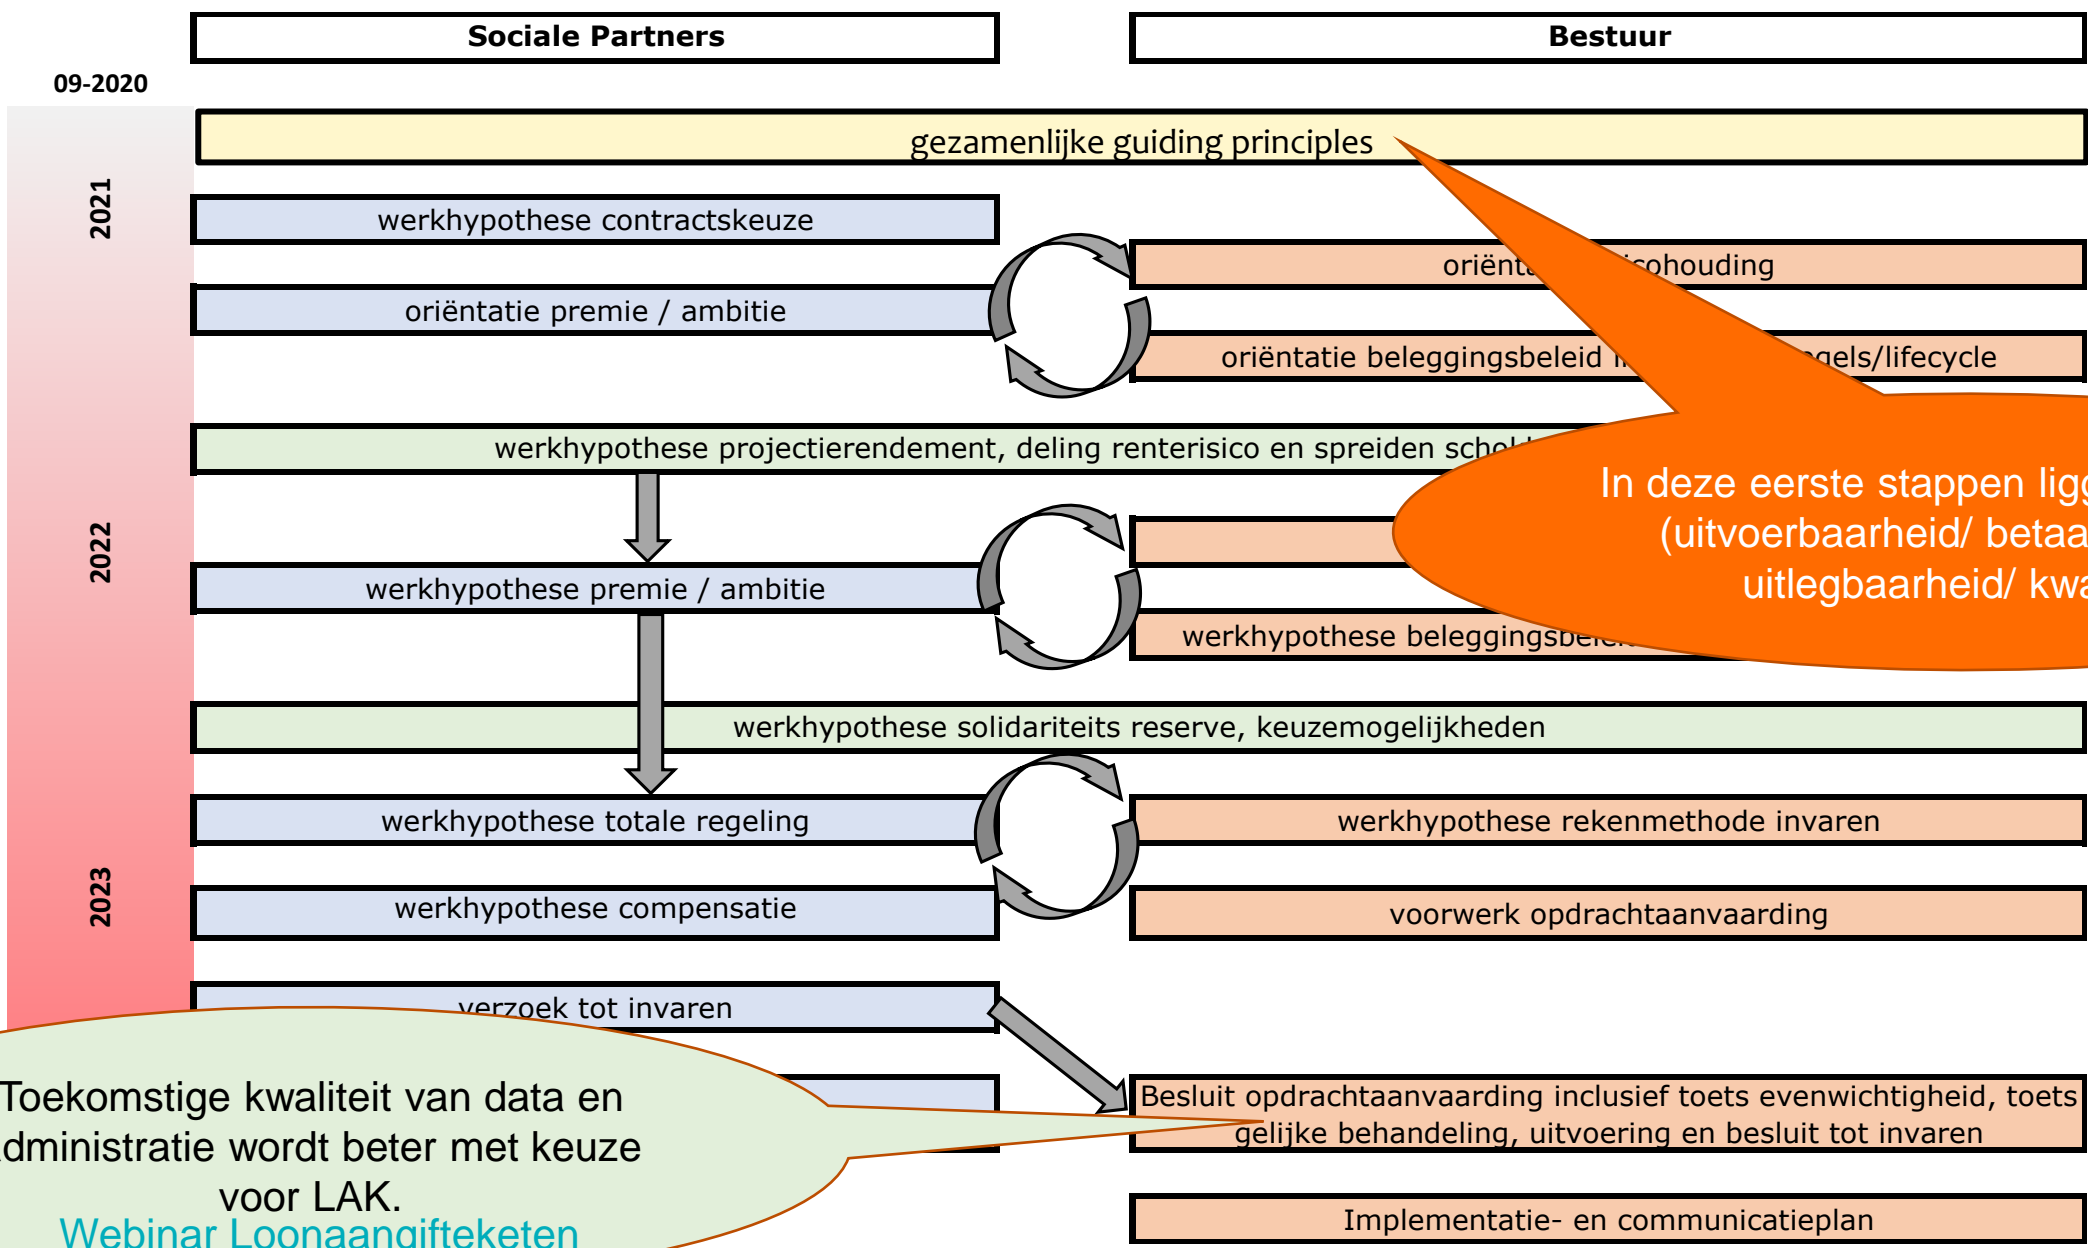 Sociale Partners
Bestuur
09-2020
gezamenlijke guiding principles
2021
werkhypothese contractskeuze
oriëntatie premie / ambitie
oriëntatie beleggingsbeleid
lifecycle
werkhypothese projectierendement, deling renterisico en spreiden
In deze eerste stappen
(uitvoerbaarheid/
uitlegbaarheid/
2022
werkhypothese premie / ambitie
werkhypothese
werkhypothese solidariteits reserve, keuzemogelijkheden
werkhypothese totale regeling
werkhypothese rekenmethode invaren
2023
werkhypothese compensatie
voorwerk opdrachtaanvaarding
verzoek tot invaren
Toekomstige kwaliteit van data en
administratie wordt beter met keuze
voor LAK.
Webinar Loonaangifteketen
Besluit opdrachtaanvaarding inclusief toets evenwichtigheid, toets
gelijke behandeling, uitvoering en besluit tot invaren
Implementatie- en communicatieplan